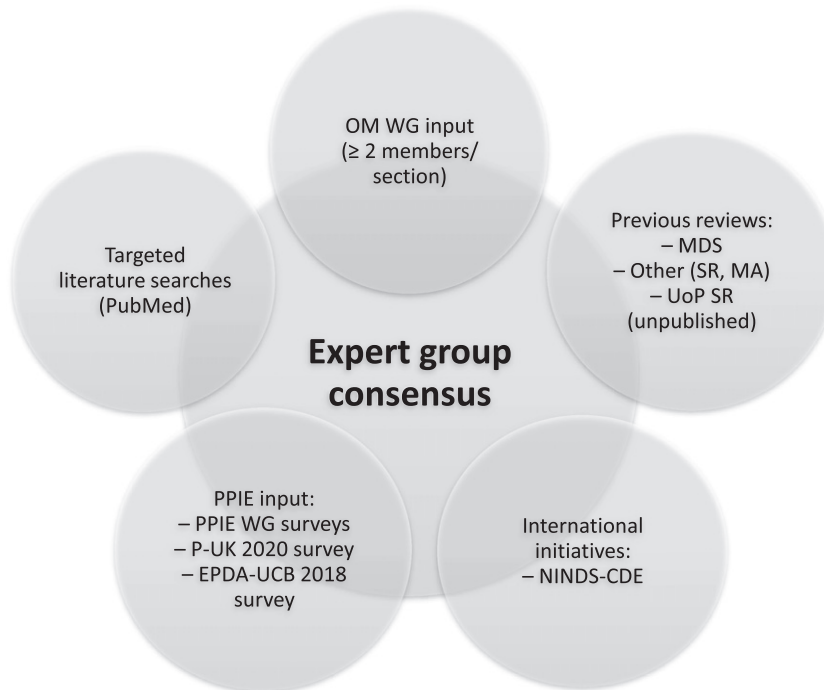 OM WG input
(≥ 2 members/
section)
Previous reviews:
– MDS
– Other (SR, MA)
– UoP SR
(unpublished)
Targeted
literature searches
(PubMed)
Expert group
consensus
PPIE input:
– PPIE WG surveys
– P-UK 2020 survey
– EPDA-UCB 2018
survey
International
initiatives:
– NINDS-CDE